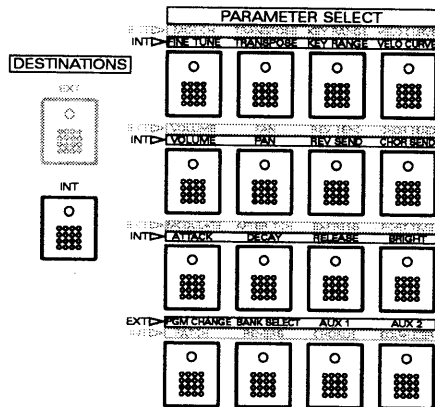 PARAMETER SELECT
INT FINE TUNE TRANSPOSE KEY RANGE VELO CURVE
DESTINATIONS
EXT
INT VOLUME PAN REV SEND CHOR SEND
INT
INT ATTACK DECAY RELEASE BRIGHT
EXT PGM CHANGE BANK SELECT AUX 1 AUX 2